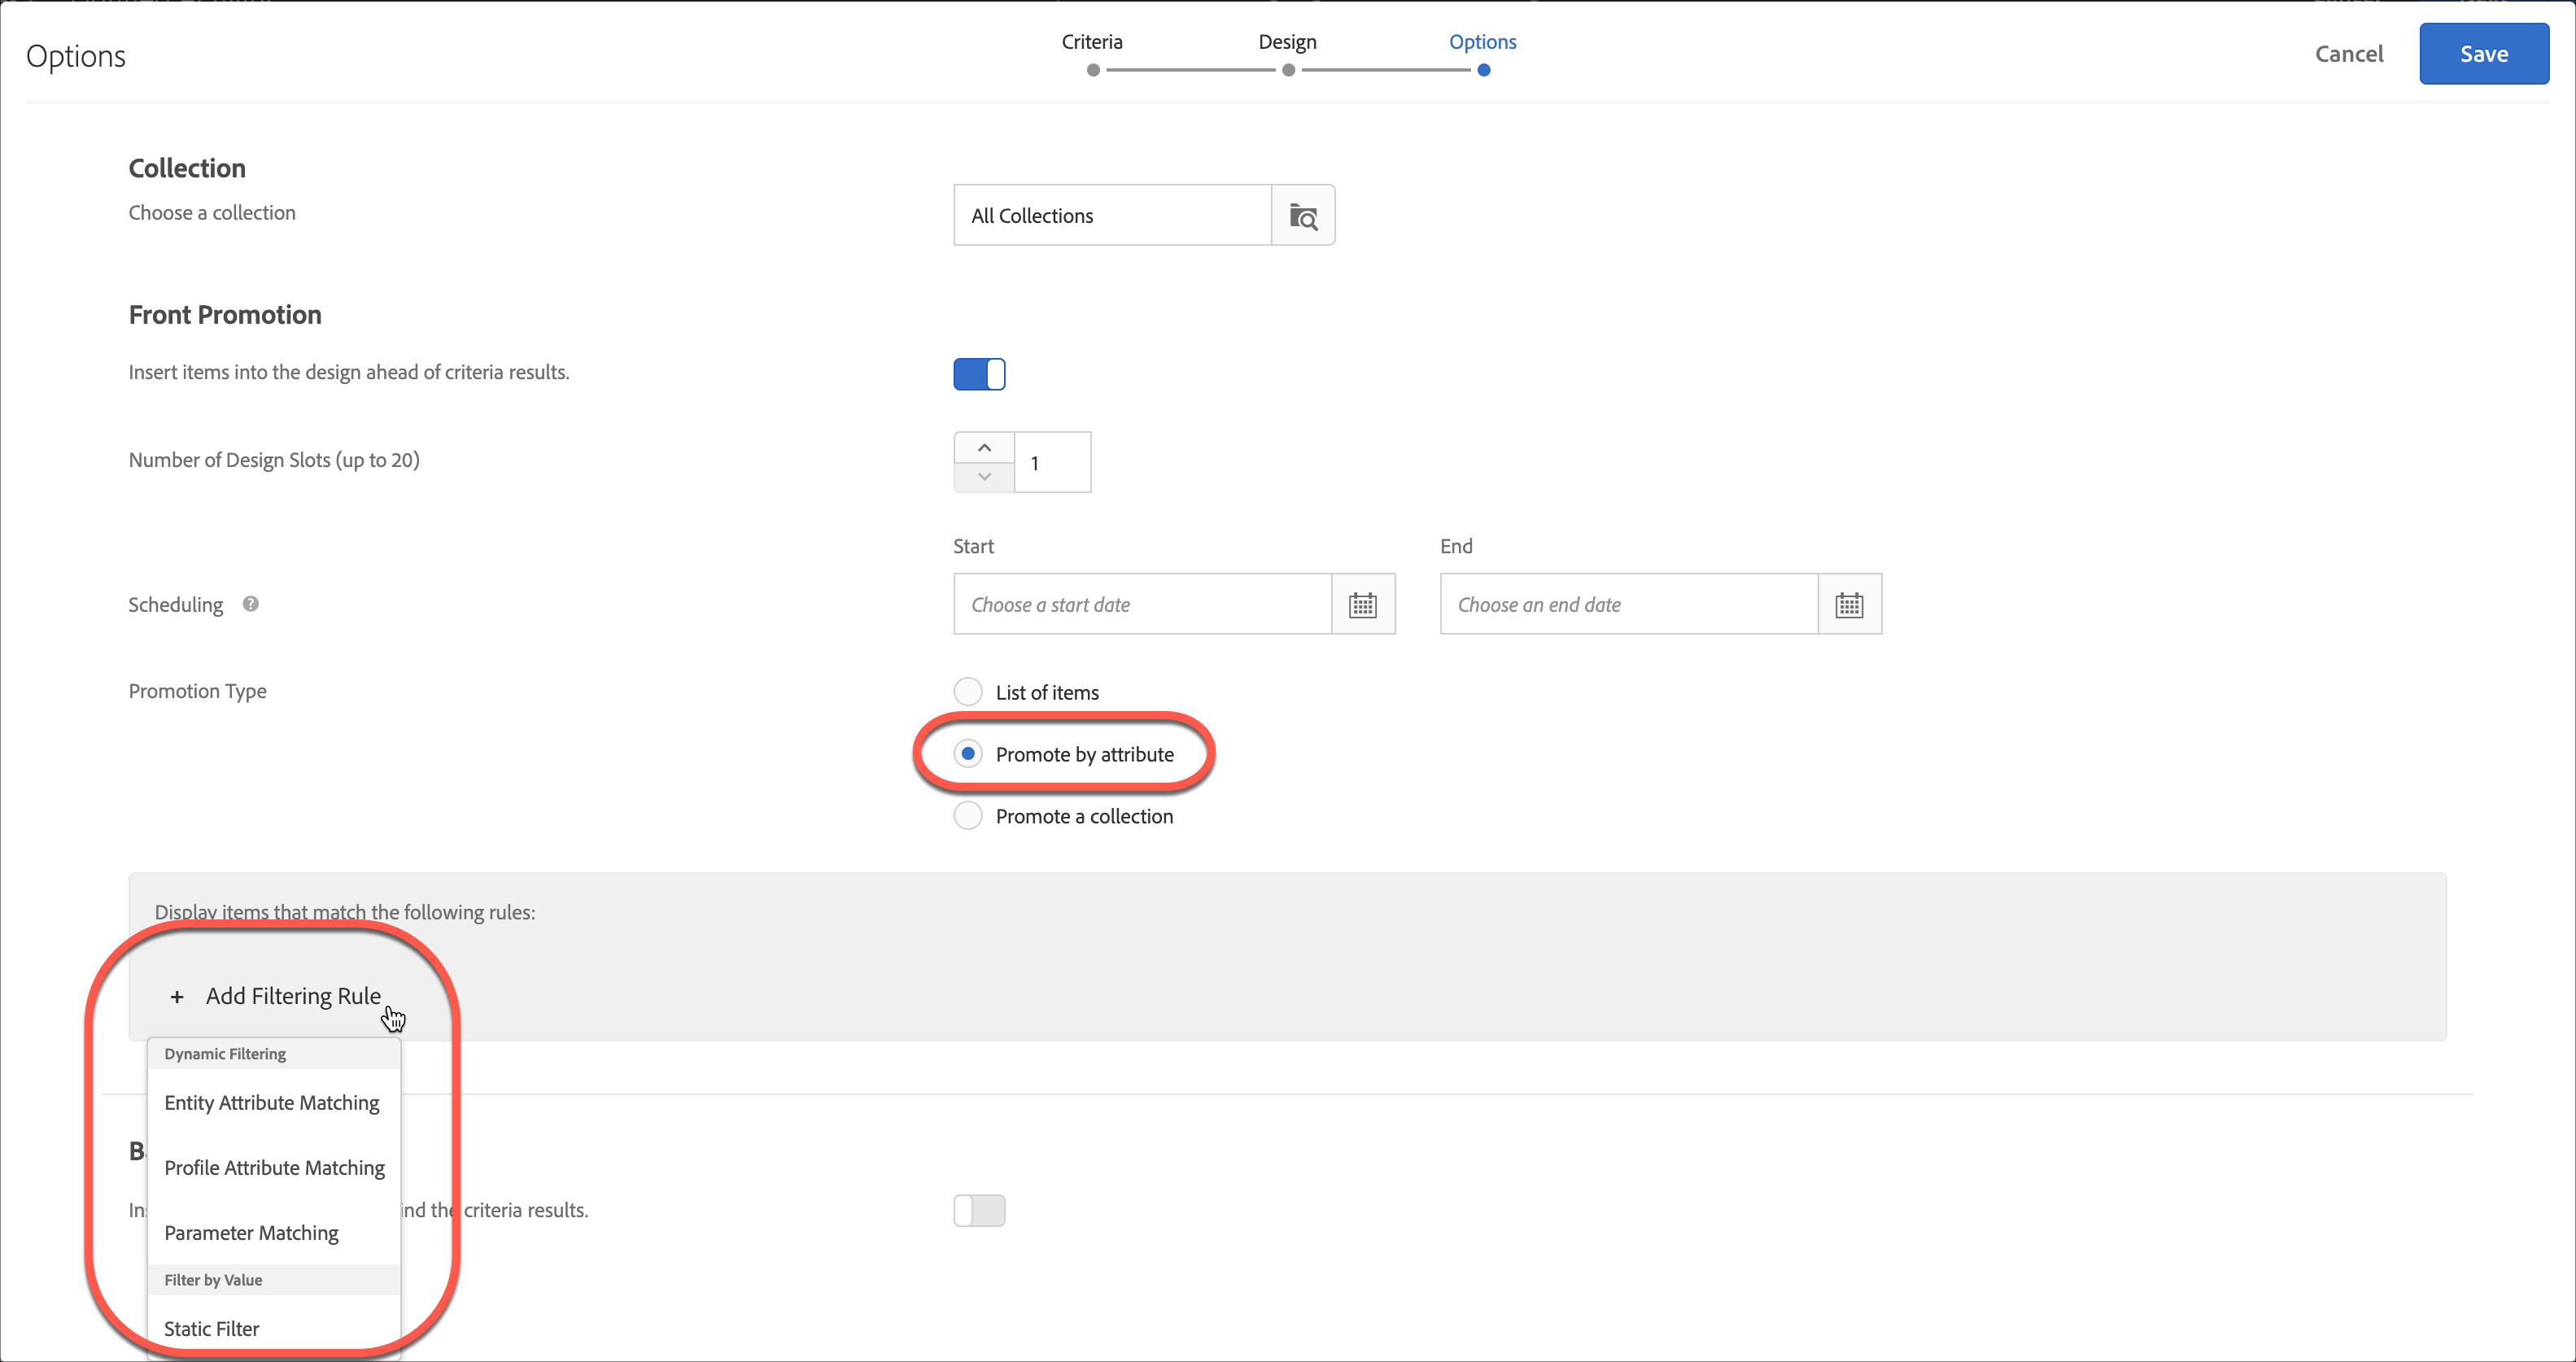 Options
Criteria
Design
Options
Cancel
Save
Collection
Choose a collection
All Collections
Front Promotion
Insert items into the design ahead of criteria results.
Number of Design Slots (up to 20)
1
Start
End
Scheduling
?
Choose a start date
Choose an end date
Promotion Type
List of items
Promote by attribute
Promote a collection
Display items that match the following rules:
+ Add Filtering Rule
Dynamic Filtering
Entity Attribute Matching
Profile Attribute Matching
Parameter Matching
Filter by Value
Static Filter
the criteria results.